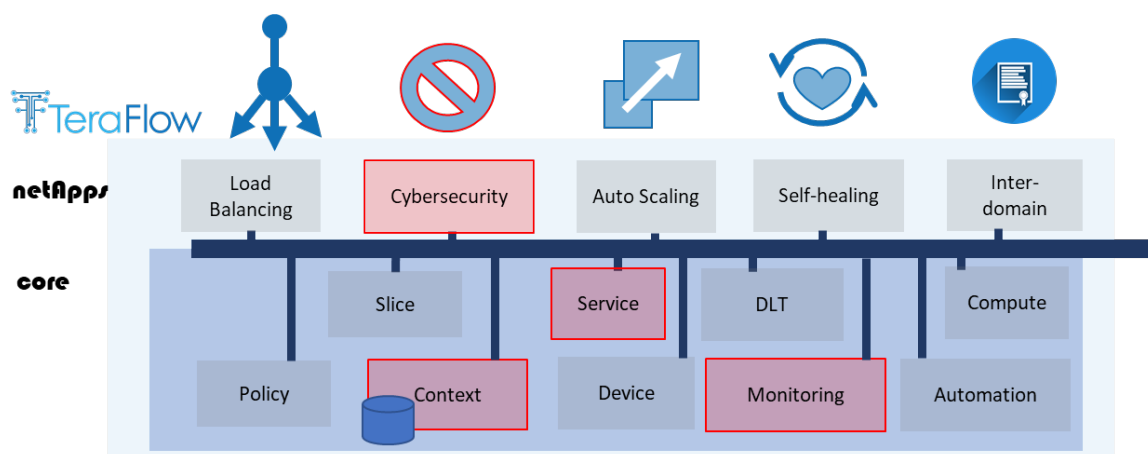 TeraFlow
netApps
Load
Balancing
Cybersecurity
Auto Scaling
Self-healing
Inter-
domain
core
Slice
Service
DLT
Compute
Policy
Context
Device
Monitoring
Automation